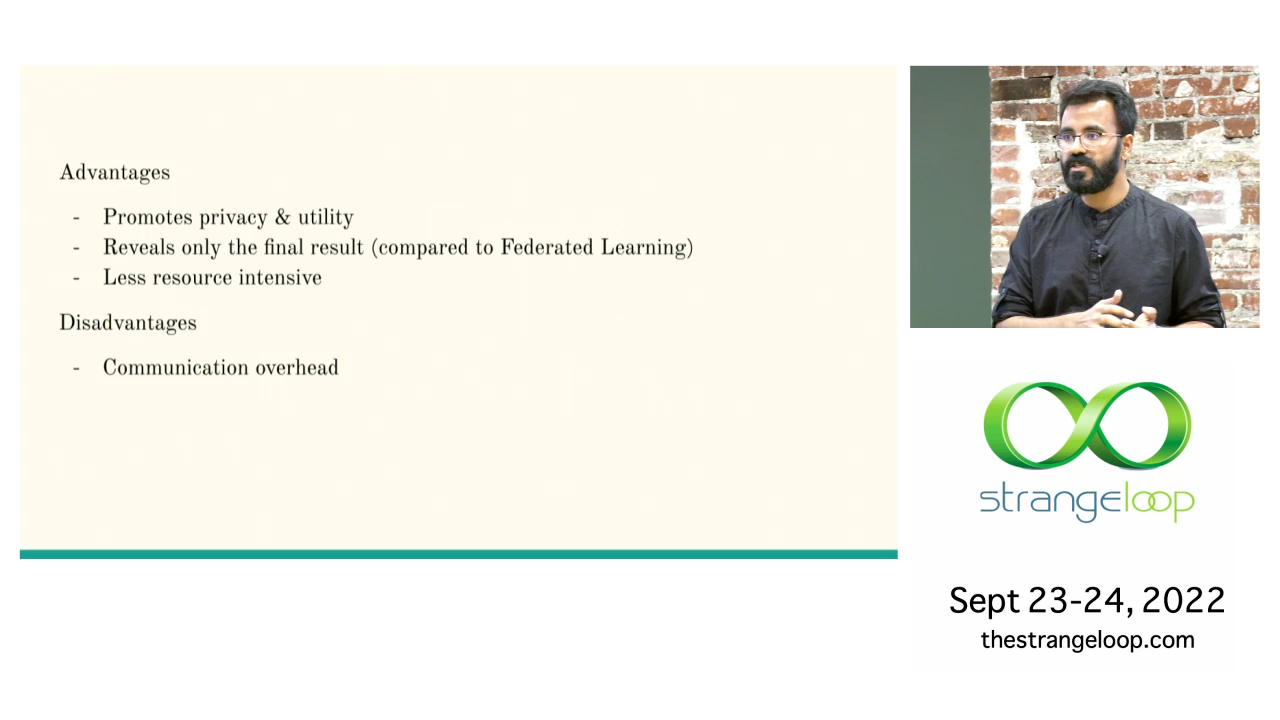 Advantages
- Promotes privacy & utility
- Reveals only the final result (compared to Federated Learning)
- Less resource intensive
Disadvantages
- Communication overhead
strangeloop
Sept 23-24, 2022
thestrangeloop.com